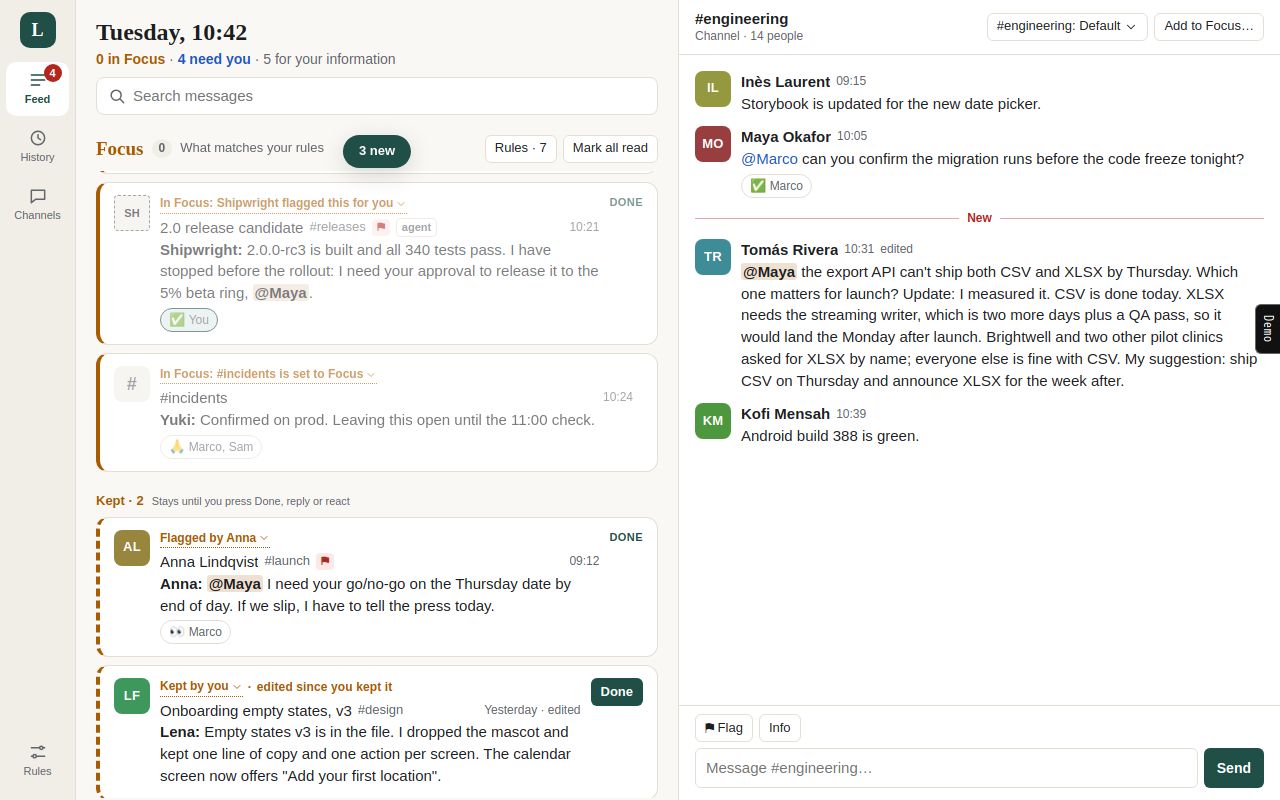 L
4
Feed
History
Channels
Rules
Tuesday, 10:42
0 in Focus · 4 need you · 5 for your information
Search messages
Focus 0 What matches your rules
3 new
Rules · 7
Mark all read
SH
In Focus: Shipwright flagged this for you
DONE
2.0 release candidate #releases agent 10:21
Shipwright: 2.0.0-rc3 is built and all 340 tests pass. I have
stopped before the rollout: I need your approval to release it to the
5% beta ring, @Maya.
✅ You
#
In Focus: #incidents is set to Focus
#incidents 10:24
Yuki: Confirmed on prod. Leaving this open until the 11:00 check.
🙏 Marco, Sam
Kept · 2 Stays until you press Done, reply or react
AL
Flagged by Anna
DONE
Anna Lindqvist #launch 09:12
Anna: @Maya I need your go/no-go on the Thursday date by
end of day. If we slip, I have to tell the press today.
👀 Marco
LF
Kept by you · edited since you kept it
Done
Onboarding empty states, v3 #design Yesterday · edited
Lena: Empty states v3 is in the file. I dropped the mascot and
kept one line of copy and one action per screen. The calendar
screen now offers "Add your first location".
#engineering
Channel · 14 people
#engineering: Default
Add to Focus…
IL
Inès Laurent 09:15
Storybook is updated for the new date picker.
MO
Maya Okafor 10:05
@Marco can you confirm the migration runs before the code freeze tonight?
✅ Marco
New
TR
Tomás Rivera 10:31 edited
@Maya the export API can't ship both CSV and XLSX by Thursday. Which
one matters for launch? Update: I measured it. CSV is done today. XLSX
needs the streaming writer, which is two more days plus a QA pass, so it
would land the Monday after launch. Brightwell and two other pilot clinics
asked for XLSX by name; everyone else is fine with CSV. My suggestion: ship
CSV on Thursday and announce XLSX for the week after.
KM
Kofi Mensah 10:39
Android build 388 is green.
Demo
Flag
Info
Message #engineering…
Send